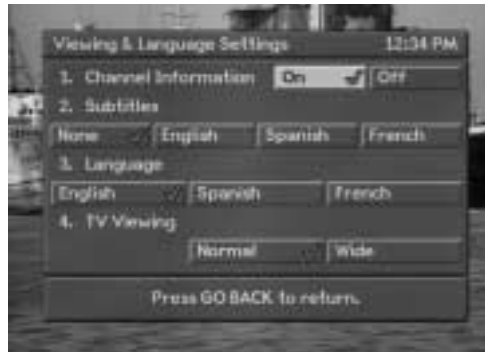 Viewing & Language Settings 12:34 PM
1. Channel Information On Off
2. Subtitles
None English Spanish French
3. Language
English Spanish French
4. TV Viewing
Normal Wide
Press GO BACK to return.